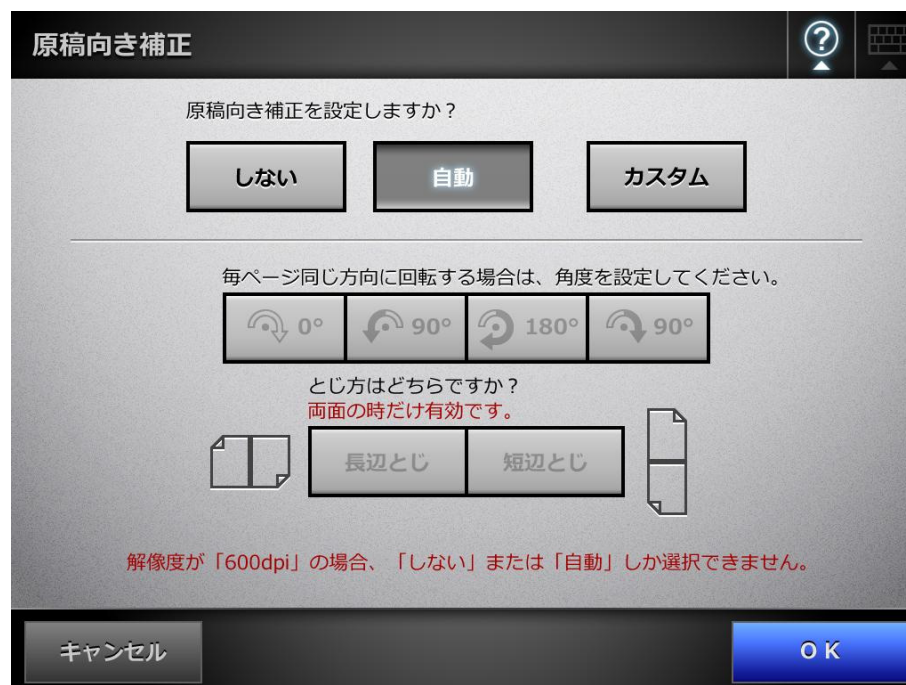 原稿向き補正
?
原稿向き補正を設定しますか？
しない 自動 カスタム
毎ページ同じ方向に回転する場合は、角度を設定してください。
0° 90° 180° 90°
とじ方はどちらですか？
両面の時だけ有効です。
長辺とじ 短辺とじ
解像度が「600dpi」の場合、「しない」または「自動」しか選択できません。
キャンセル OK